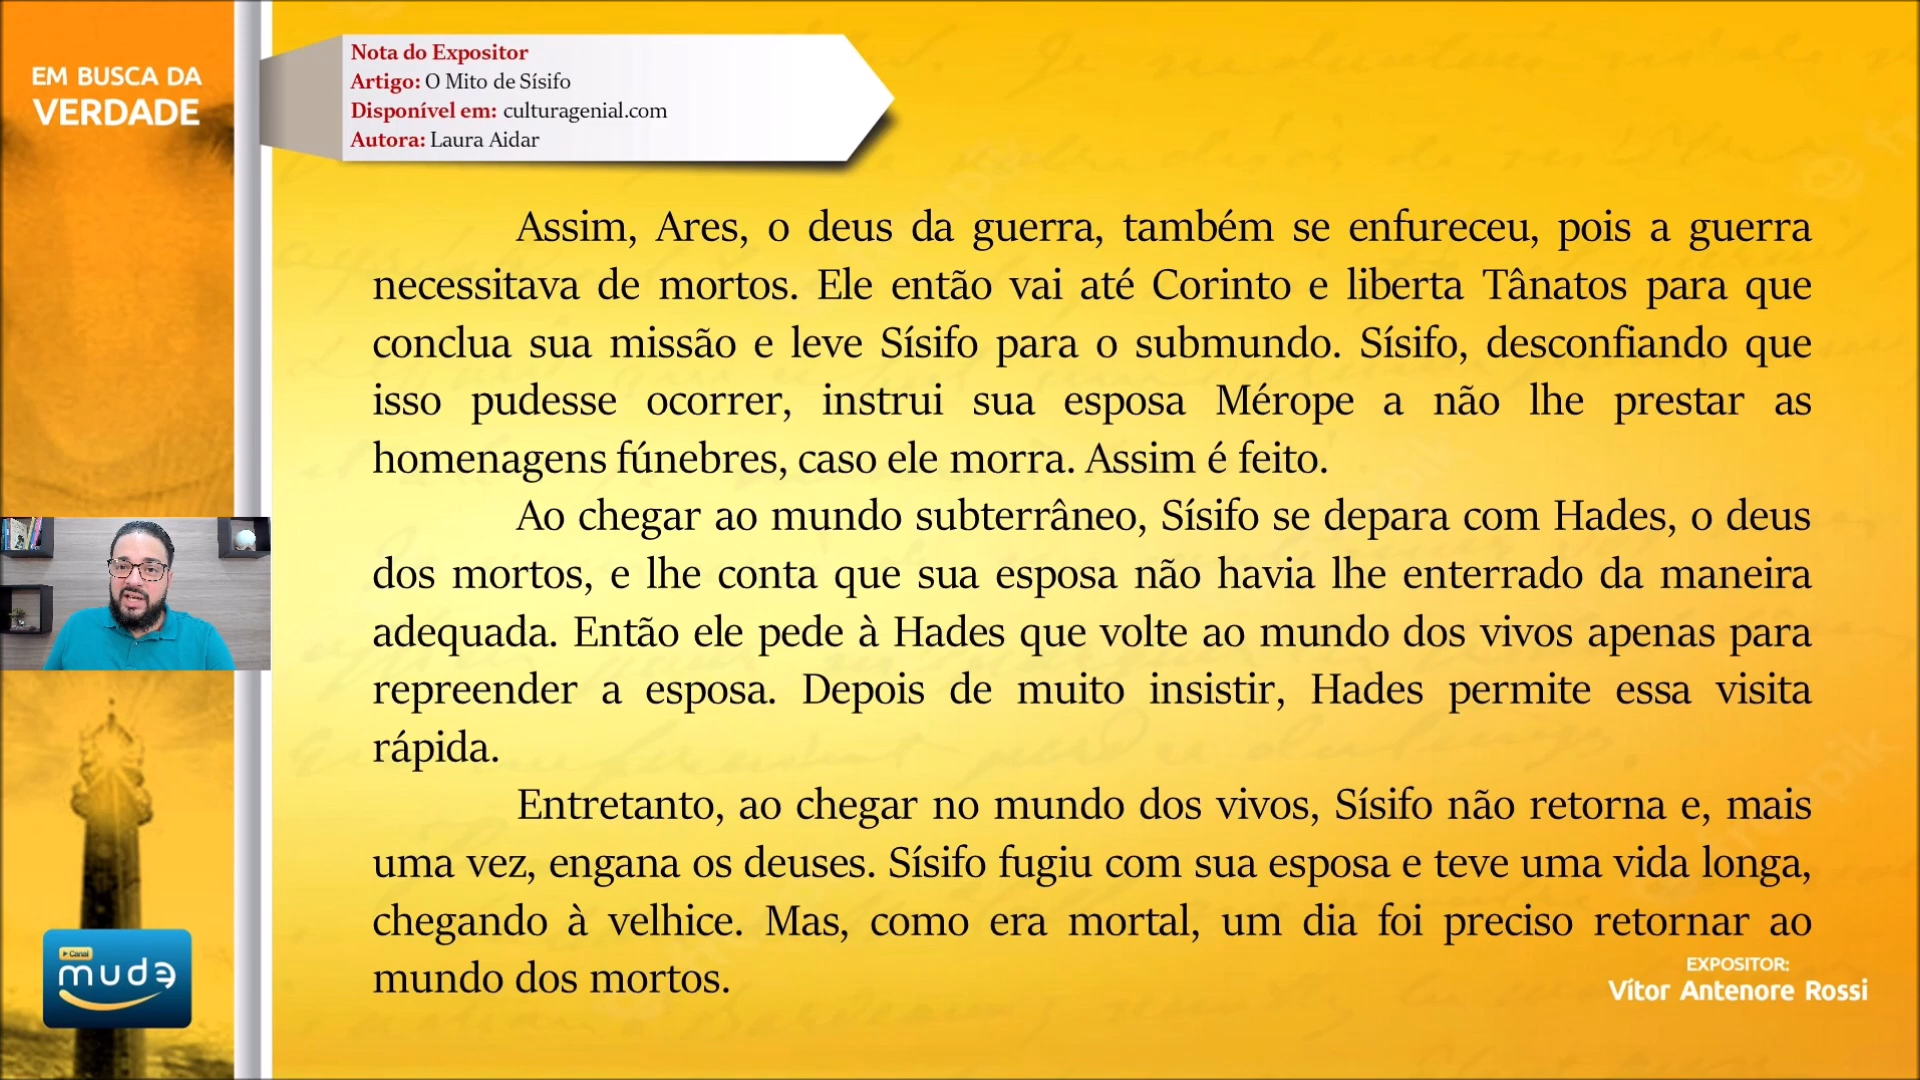 EM BUSCA DA
VERDADE
Nota do Expositor
Artigo: O Mito de Sísifo
Disponível em: culturagenial.com
Autora: Laura Aidar
Assim, Ares, o deus da guerra, também se enfureceu, pois a guerra
necessitava de mortos. Ele então vai até Corinto e liberta Tânatos para que
conclua sua missão e leve Sísifo para o submundo. Sísifo, desconfiando que
isso pudesse ocorrer, instrui sua esposa Mérope a não lhe prestar as
homenagens fúnebres, caso ele morra. Assim é feito.
Ao chegar ao mundo subterrâneo, Sísifo se depara com Hades, o deus
dos mortos, e lhe conta que sua esposa não havia lhe enterrado da maneira
adequada. Então ele pede à Hades que volte ao mundo dos vivos apenas para
repreender a esposa. Depois de muito insistir, Hades permite essa visita
rápida.
Entretanto, ao chegar no mundo dos vivos, Sísifo não retorna e, mais
uma vez, engana os deuses. Sísifo fugiu com sua esposa e teve uma vida longa,
chegando à velhice. Mas, como era mortal, um dia foi preciso retornar ao
mundo dos mortos.
Canal
mude
EXPOSITOR:
Vítor Antenore Rossi